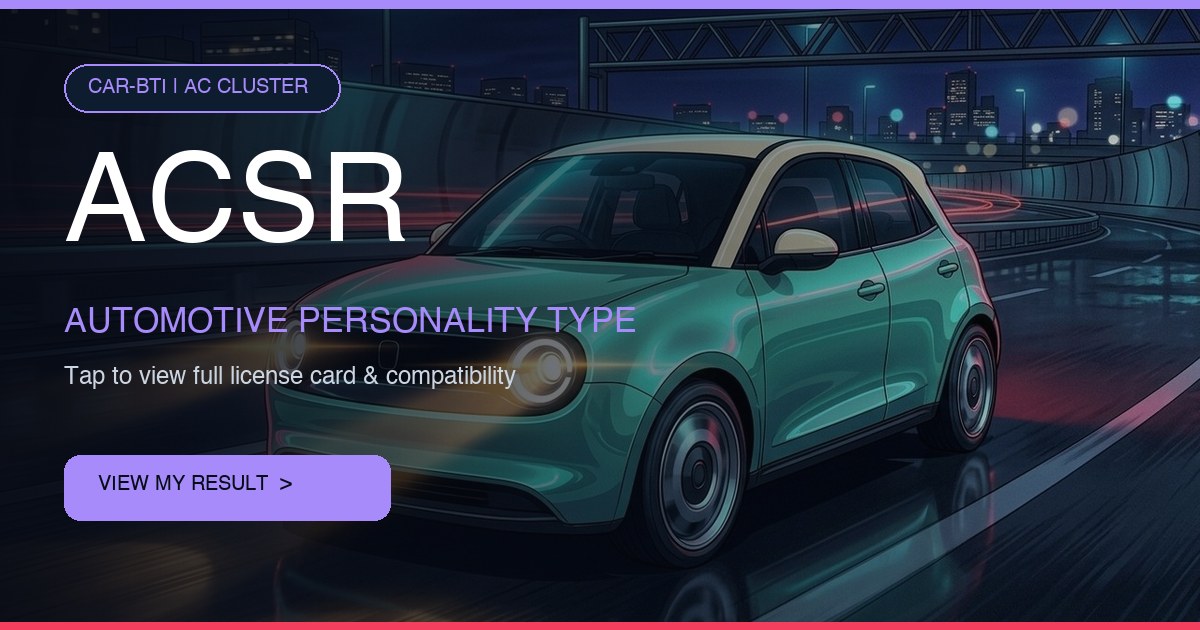 CAR-BTI | AC CLUSTER
ACSR
AUTOMOTIVE PERSONALITY TYPE
Tap to view full license card & compatibility
VIEW MY RESULT >